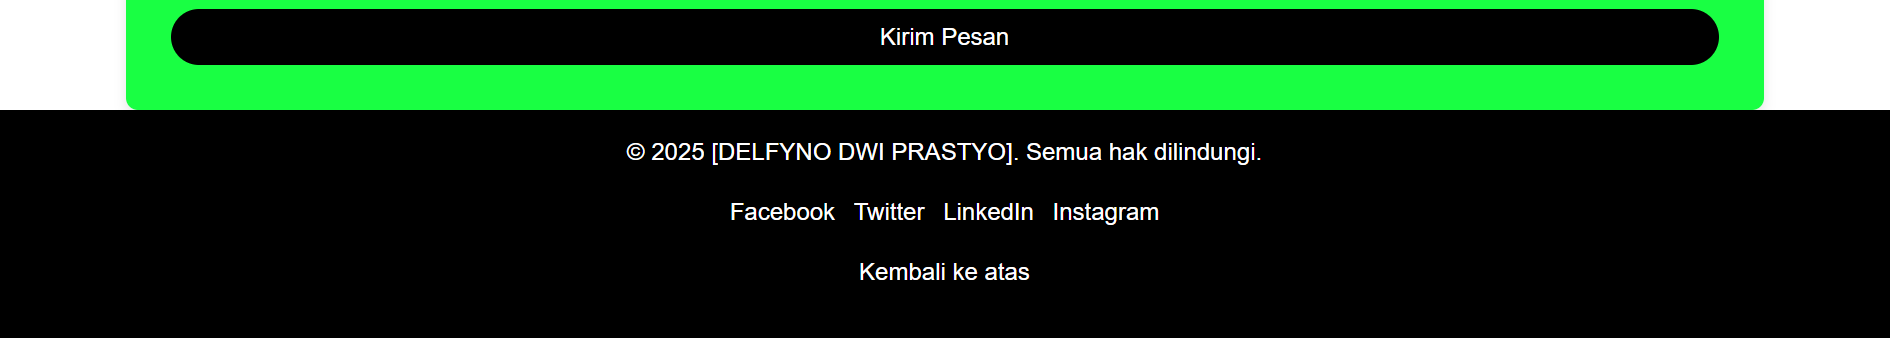 Kirim Pesan
© 2025 [DELFYNO DWI PRASTYO]. Semua hak dilindungi.
Facebook Twitter LinkedIn Instagram
Kembali ke atas